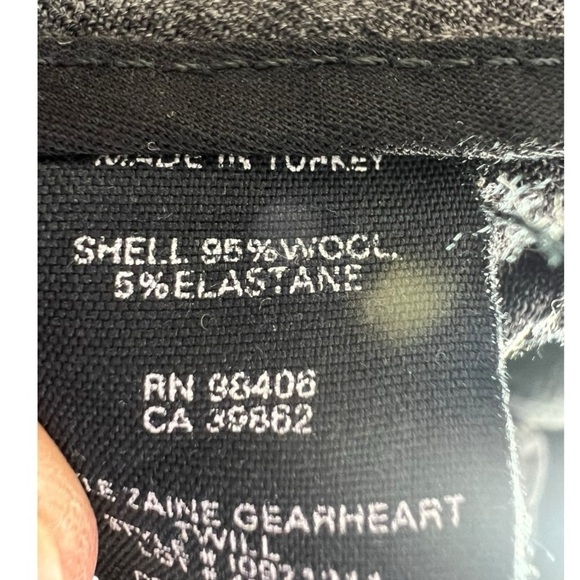 MADE IN TURKEY
SHELL 95%WOOL,
5%ELASTANE
RN 98406
CA 39862
ZAINE GEARHEART
TWILL